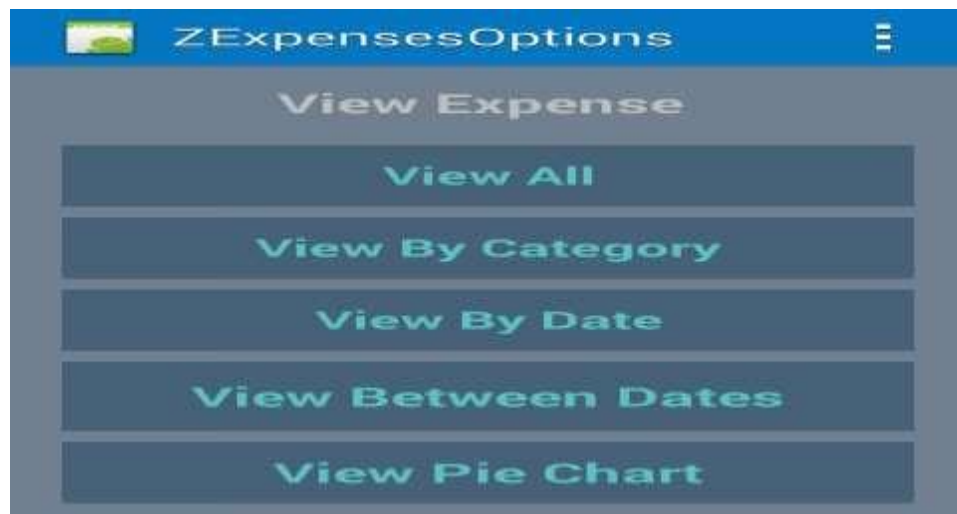 ZExpensesOptions
View Expense
View All
View By Category
View By Date
View Between Dates
View Pie Chart